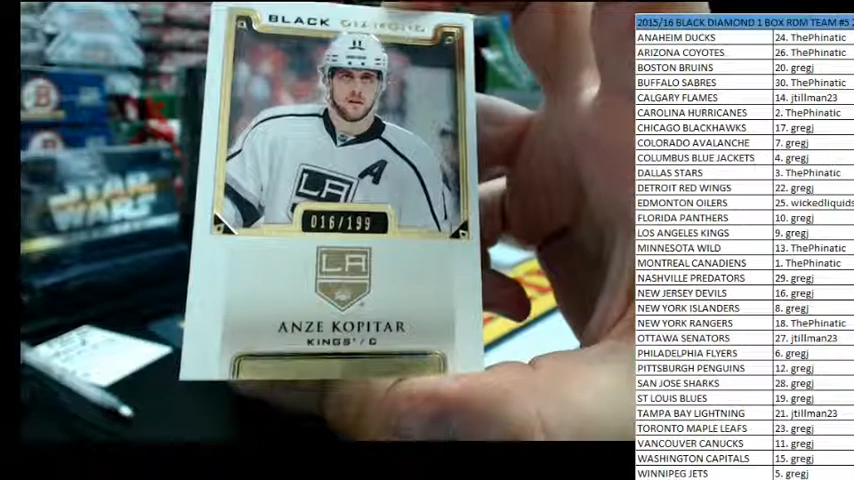 BLACK DIAMOND
LA
A
016/199
LA
ANZE KOPITAR
KINGS / C
STAR
WARS
B
2015/16 BLACK DIAMOND 1 BOX RDM TEAM #5 2
ANAHEIM DUCKS 24. ThePhinatic
ARIZONA COYOTES 26. ThePhinatic
BOSTON BRUINS 20. gregj
BUFFALO SABRES 30. ThePhinatic
CALGARY FLAMES 14. jtillman23
CAROLINA HURRICANES 2. ThePhinatic
CHICAGO BLACKHAWKS 17. gregj
COLORADO AVALANCHE 7. gregj
COLUMBUS BLUE JACKETS 4. gregj
DALLAS STARS 3. ThePhinatic
DETROIT RED WINGS 22. gregj
EDMONTON OILERS 25. wickedliquids
FLORIDA PANTHERS 10. gregj
LOS ANGELES KINGS 9. gregj
MINNESOTA WILD 13. ThePhinatic
MONTREAL CANADIENS 1. ThePhinatic
NASHVILLE PREDATORS 29. gregj
NEW JERSEY DEVILS 16. gregj
NEW YORK ISLANDERS 8. gregj
NEW YORK RANGERS 18. ThePhinatic
OTTAWA SENATORS 27. jtillman23
PHILADELPHIA FLYERS 6. gregj
PITTSBURGH PENGUINS 12. gregj
SAN JOSE SHARKS 28. gregj
ST LOUIS BLUES 19. gregj
TAMPA BAY LIGHTNING 21. jtillman23
TORONTO MAPLE LEAFS 23. gregj
VANCOUVER CANUCKS 11. gregj
WASHINGTON CAPITALS 15. gregj
WINNIPEG JETS 5. gregj